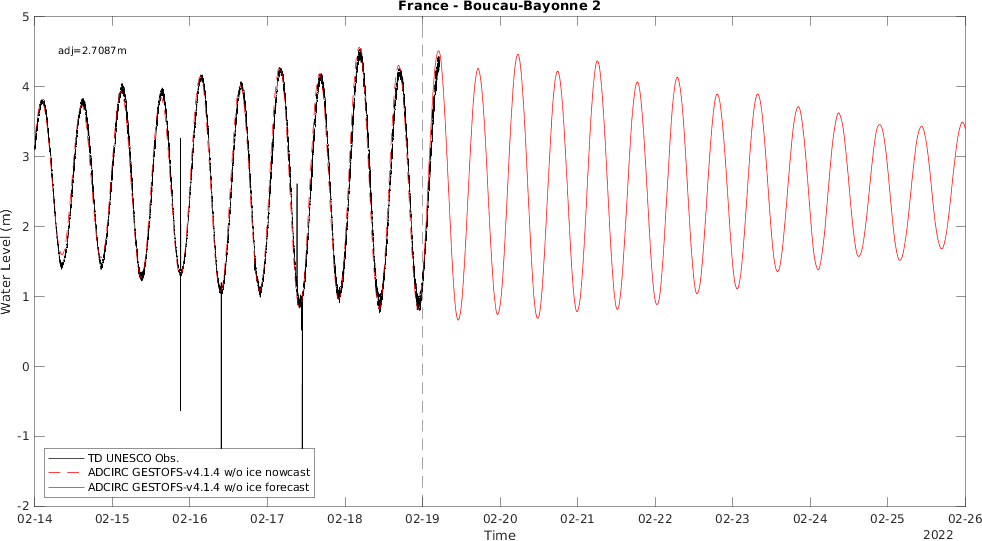 France - Boucau-Bayonne 2
5
adj=2.7087m
4
3
2
1
0
-1
-2
Water Level (m)
TD UNESCO Obs.
ADCIRC GESTOFS-v4.1.4 w/o ice nowcast
ADCIRC GESTOFS-v4.1.4 w/o ice forecast
02-14 02-15 02-16 02-17 02-18 02-19 02-20 02-21 02-22 02-23 02-24 02-25 02-26
Time
2022